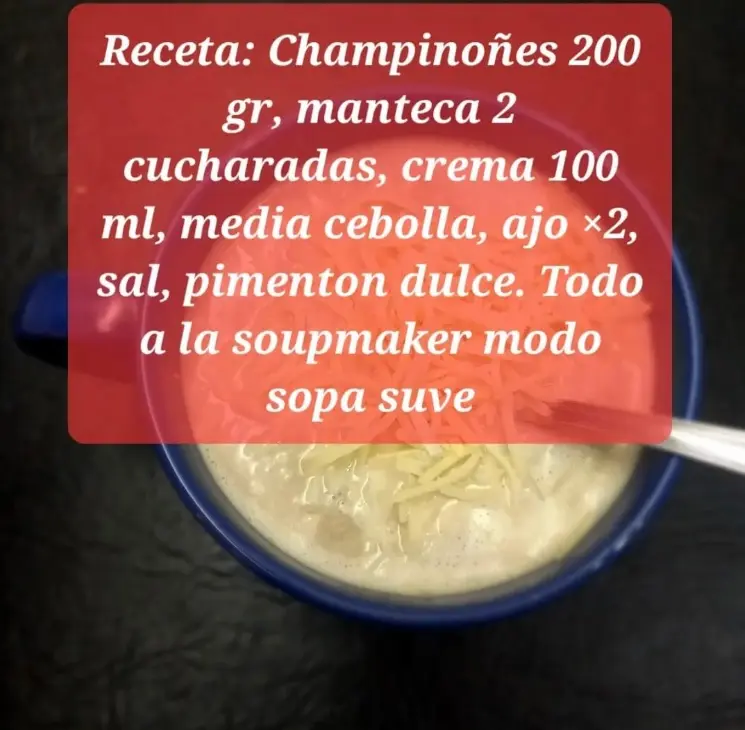 Receta: Champinoñes 200
gr, manteca 2
cucharadas, crema 100
ml, media cebolla, ajo ×2,
sal, pimenton dulce. Todo
a la soupmaker modo
sopa suve